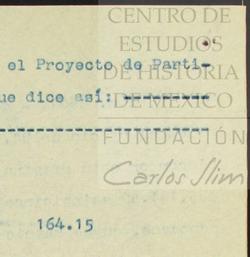 CENTRO DE
ESTUDIOS
el Proyecto de Parti-
DE HISTORIA
ue dice así: --------
DE MÉXICO
--------------------
FUNDACIÓN
Carlos Slim
164.15